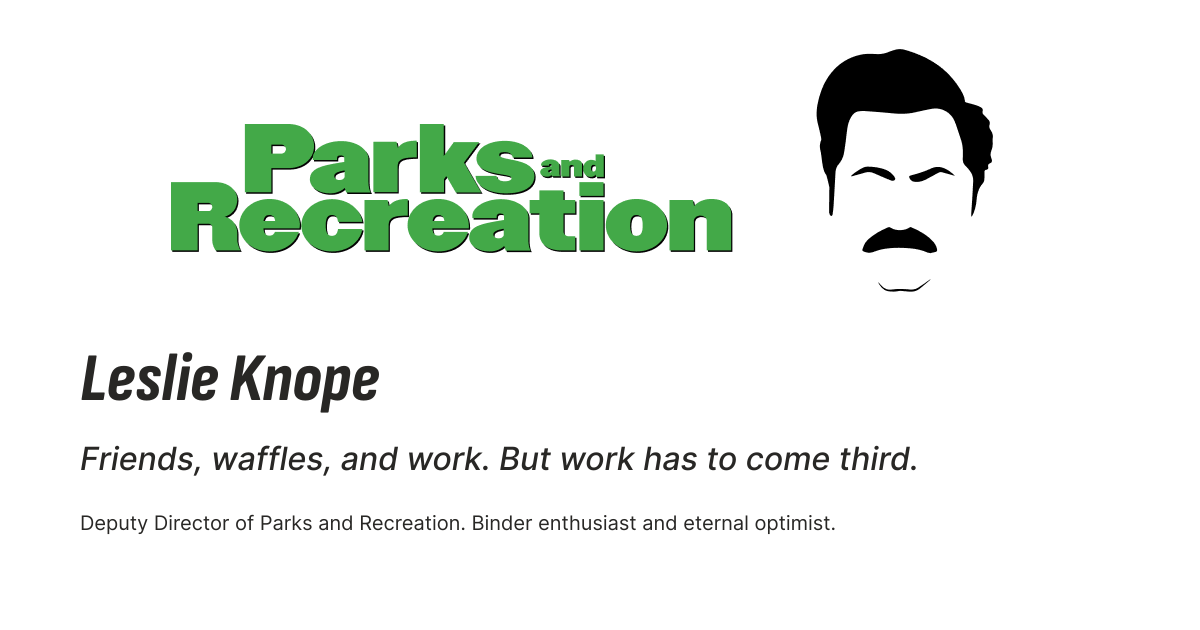 Parks and
Recreation
Leslie Knope
Friends, waffles, and work. But work has to come third.
Deputy Director of Parks and Recreation. Binder enthusiast and eternal optimist.